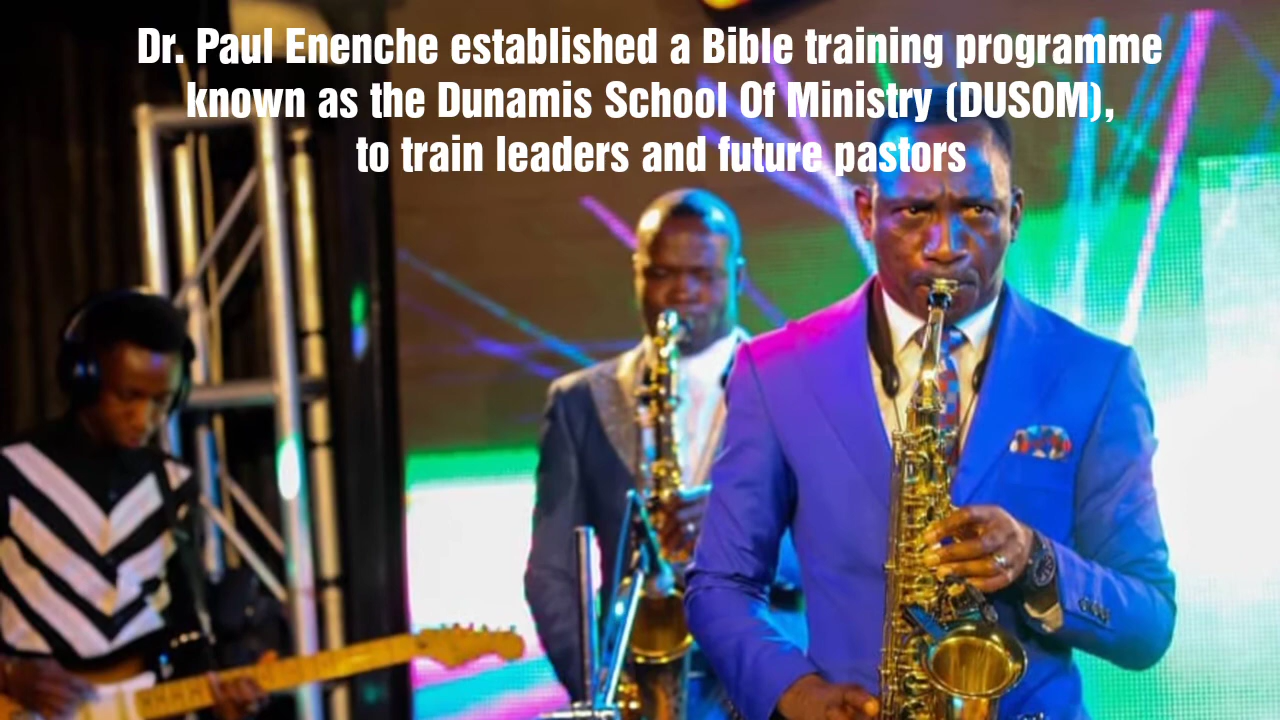 Dr. Paul Enenche established a Bible training programme
known as the Dunamis School Of Ministry (DUSOM),
to train leaders and future pastors